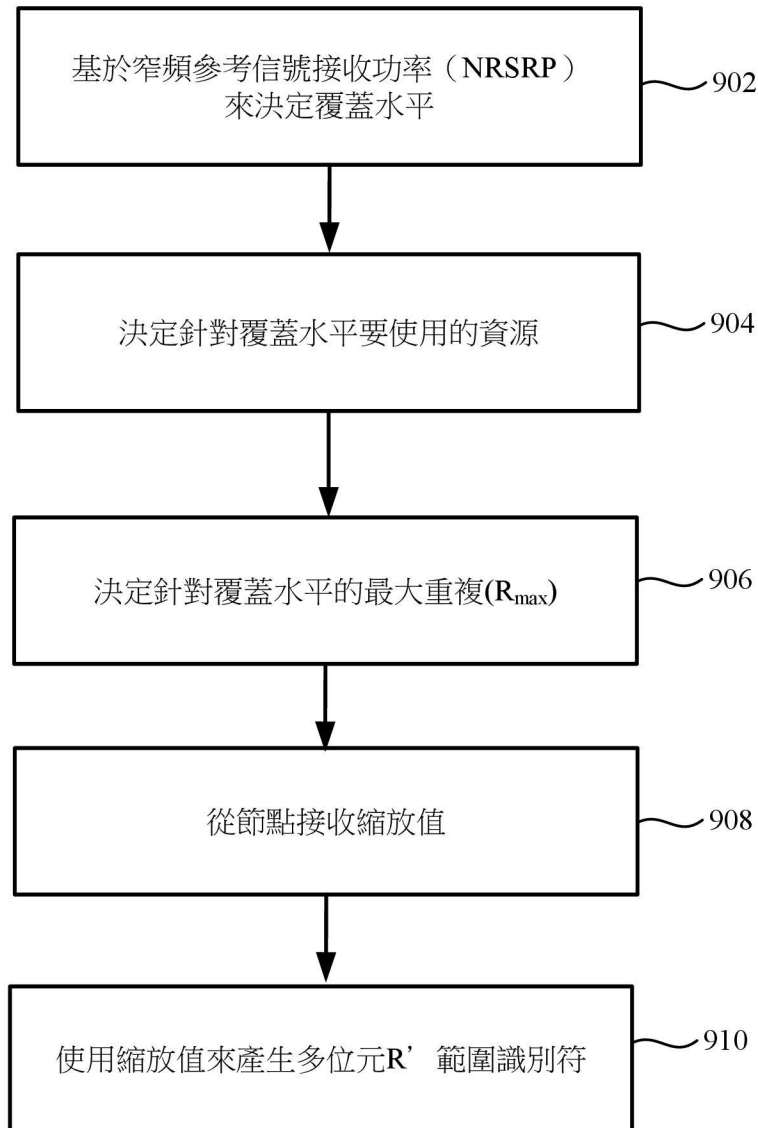 基於窄頻參考信號接收功率（NRSRP）
來決定覆蓋水平
902
決定針對覆蓋水平要使用的資源
904
決定針對覆蓋水平的最大重複(Rmax)
906
從節點接收縮放值
908
使用縮放值來產生多位元R’範圍識別符
910